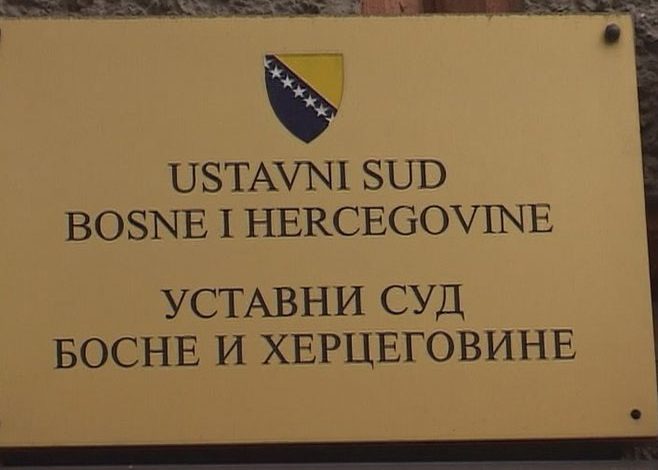 USTAVNI SUD
BOSNE I HERCEGOVINE
УСТАВНИ СУД
БОСНЕ И ХЕРЦЕГОВИНЕ